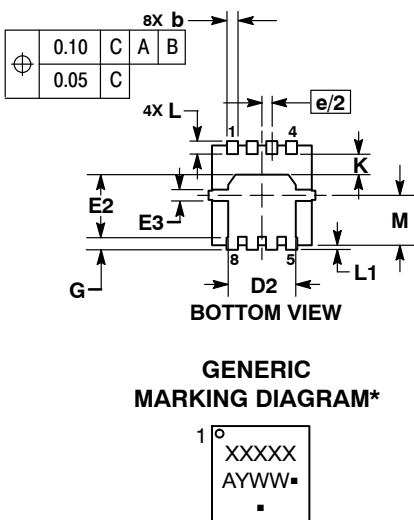 8X b
0.10 C A B
0.05 C
4X L
e/2
1 4
K
E2
M
E3
8 5
G
D2
L1
BOTTOM VIEW
GENERIC
MARKING DIAGRAM*
1
XXXXX
AYWW▪
▪